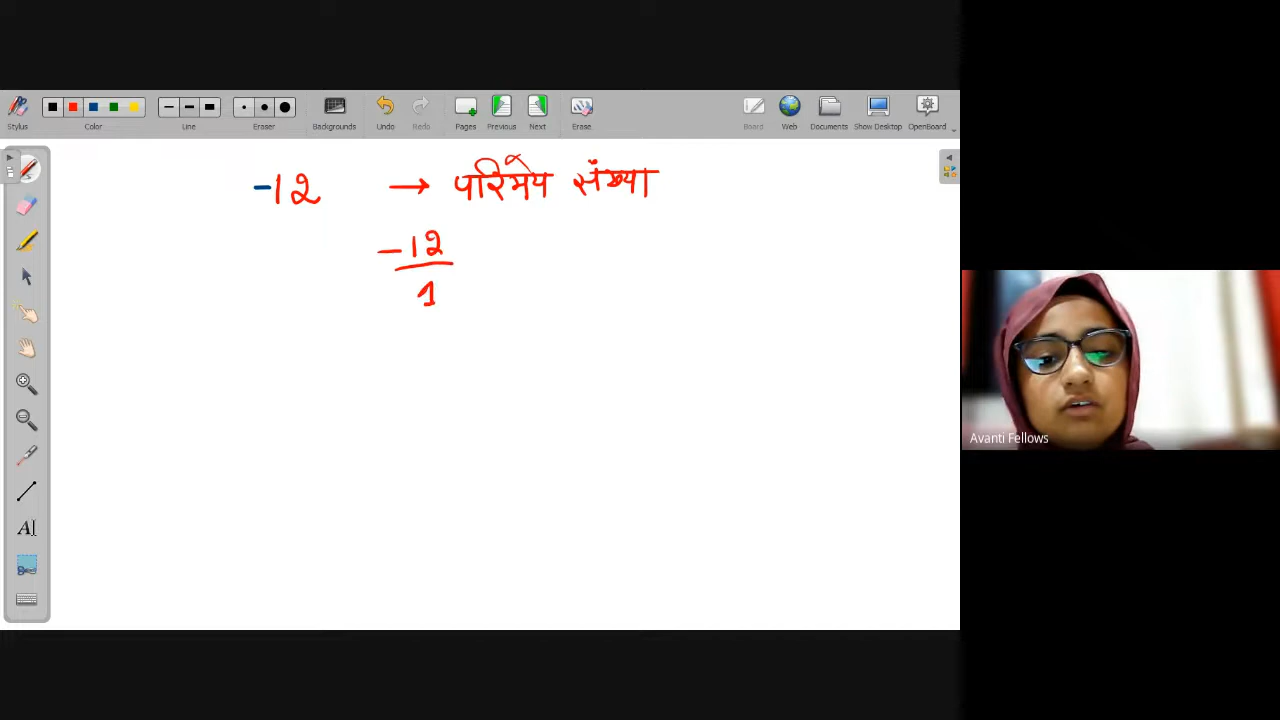 Stylus Color Line Eraser Backgrounds Undo Redo Pages Previous Next Erase Board Web Documents Show Desktop OpenBoard
-12 → परिमेय संख्या
-12
1
A
Avanti Fellows